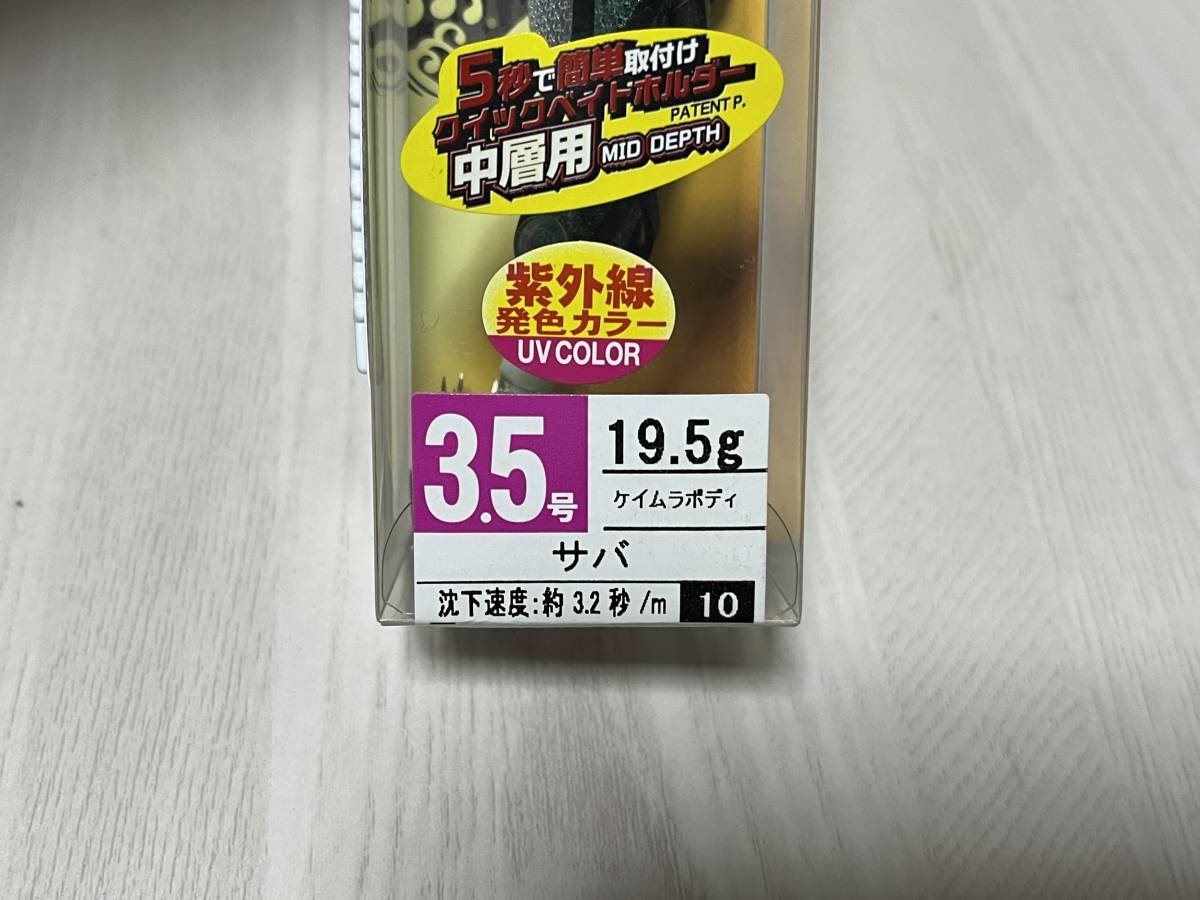 5秒で簡単取付け
クイックベイトホルダー
PATENT P.
中層用 MID DEPTH
紫外線
発色カラー
UV COLOR
3.5号
19.5g
ケイムラボディ
サバ
沈下速度:約3.2秒/m 10